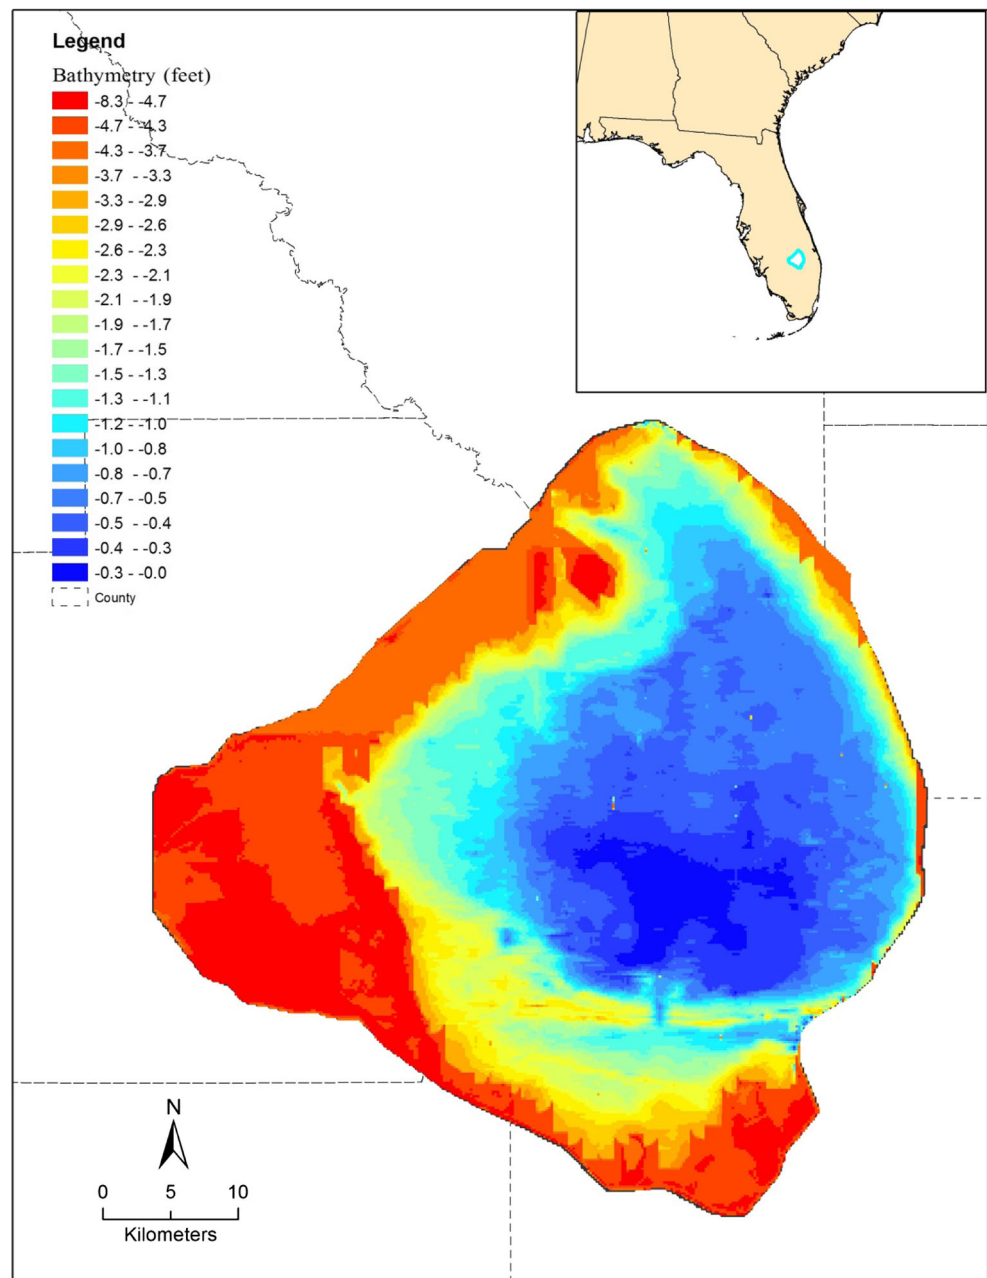 Legend
Bathymetry (feet)
-8.3 - -4.7
-4.7 - -4.3
-4.3 - -3.7
-3.7 - -3.3
-3.3 - -2.9
-2.9 - -2.6
-2.6 - -2.3
-2.3 - -2.1
-2.1 - -1.9
-1.9 - -1.7
-1.7 - -1.5
-1.5 - -1.3
-1.3 - -1.1
-1.2 - -1.0
-1.0 - -0.8
-0.8 - -0.7
-0.7 - -0.5
-0.5 - -0.4
-0.4 - -0.3
-0.3 - -0.0
County
N
0 5 10
Kilometers